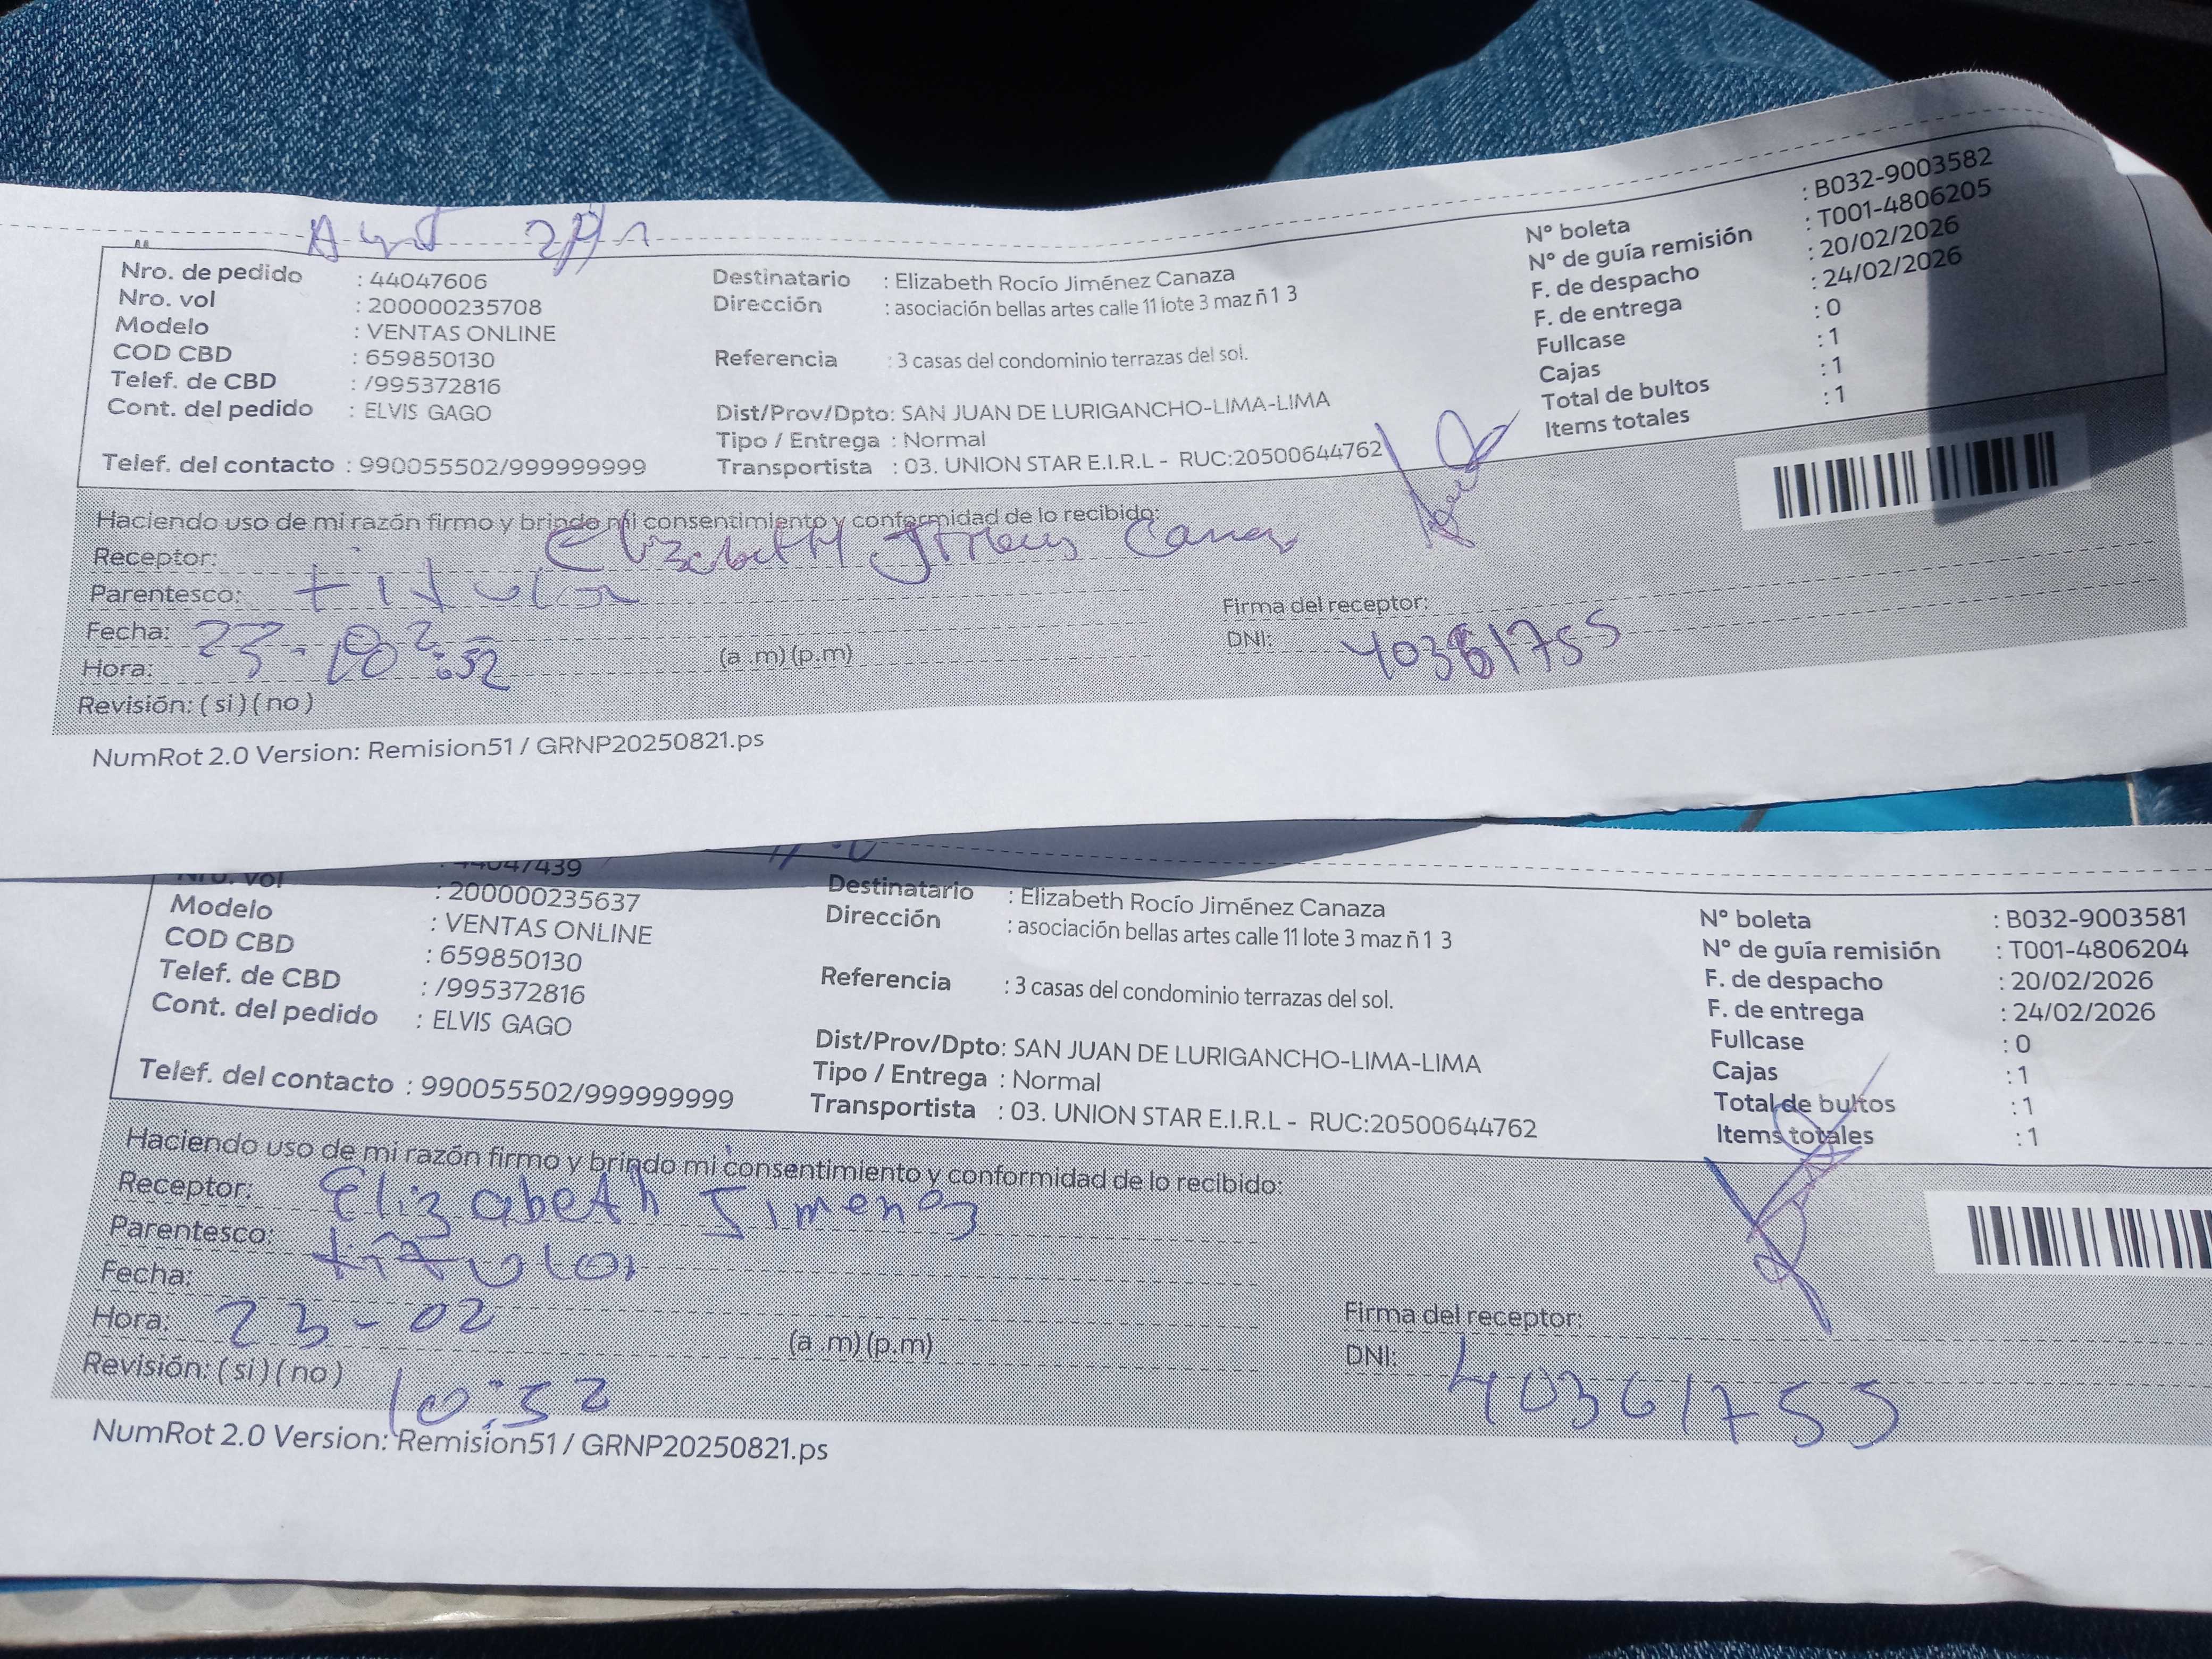 Nro. de pedido : 44047606
Nro. vol : 200000235708
Modelo : VENTAS ONLINE
COD CBD : 659850130
Telef. de CBD : /995372816
Cont. del pedido : ELVIS GAGO
Telef. del contacto : 990055502/999999999
Destinatario : Elizabeth Rocío Jiménez Canaza
Dirección : asociación bellas artes calle 11 lote 3 maz ñ1 3
Referencia : 3 casas del condominio terrazas del sol.
Dist/Prov/Dpto: SAN JUAN DE LURIGANCHO-LIMA-LIMA
Tipo / Entrega : Normal
Transportista : 03. UNION STAR E.I.R.L - RUC:20500644762
N° boleta : B032-9003582
N° de guía remisión : T001-4806205
F. de despacho : 20/02/2026
F. de entrega : 24/02/2026
Fullcase : 0
Cajas : 1
Total de bultos : 1
Items totales : 1
Haciendo uso de mi razón firmo y brindo mi consentimiento y conformidad de lo recibido:
Receptor: Elizabeth
Parentesco: titular
Fecha: 23-02
Hora: 10:52 (a .m) (p.m)
Revisión: ( si ) ( no )
Firma del receptor:
DNI: 40361755
NumRot 2.0 Version: Remision51 / GRNP20250821.ps
: 44047439
Nro. vol : 200000235637
Modelo : VENTAS ONLINE
COD CBD : 659850130
Telef. de CBD : /995372816
Cont. del pedido : ELVIS GAGO
Telef. del contacto : 990055502/999999999
Destinatario : Elizabeth Rocío Jiménez Canaza
Dirección : asociación bellas artes calle 11 lote 3 maz ñ1 3
Referencia : 3 casas del condominio terrazas del sol.
Dist/Prov/Dpto: SAN JUAN DE LURIGANCHO-LIMA-LIMA
Tipo / Entrega : Normal
Transportista : 03. UNION STAR E.I.R.L - RUC:20500644762
N° boleta : B032-9003581
N° de guía remisión : T001-4806204
F. de despacho : 20/02/2026
F. de entrega : 24/02/2026
Fullcase : 0
Cajas : 1
Total de bultos : 1
Items totales : 1
Haciendo uso de mi razón firmo y brindo mi consentimiento y conformidad de lo recibido:
Receptor: Elizabeth Jimenez
Parentesco: titular
Fecha:
Hora: 23-02 (a .m) (p.m)
Revisión: ( si ) ( no ) 10:52
Firma del receptor:
DNI: 40361755
NumRot 2.0 Version: Remision51 / GRNP20250821.ps